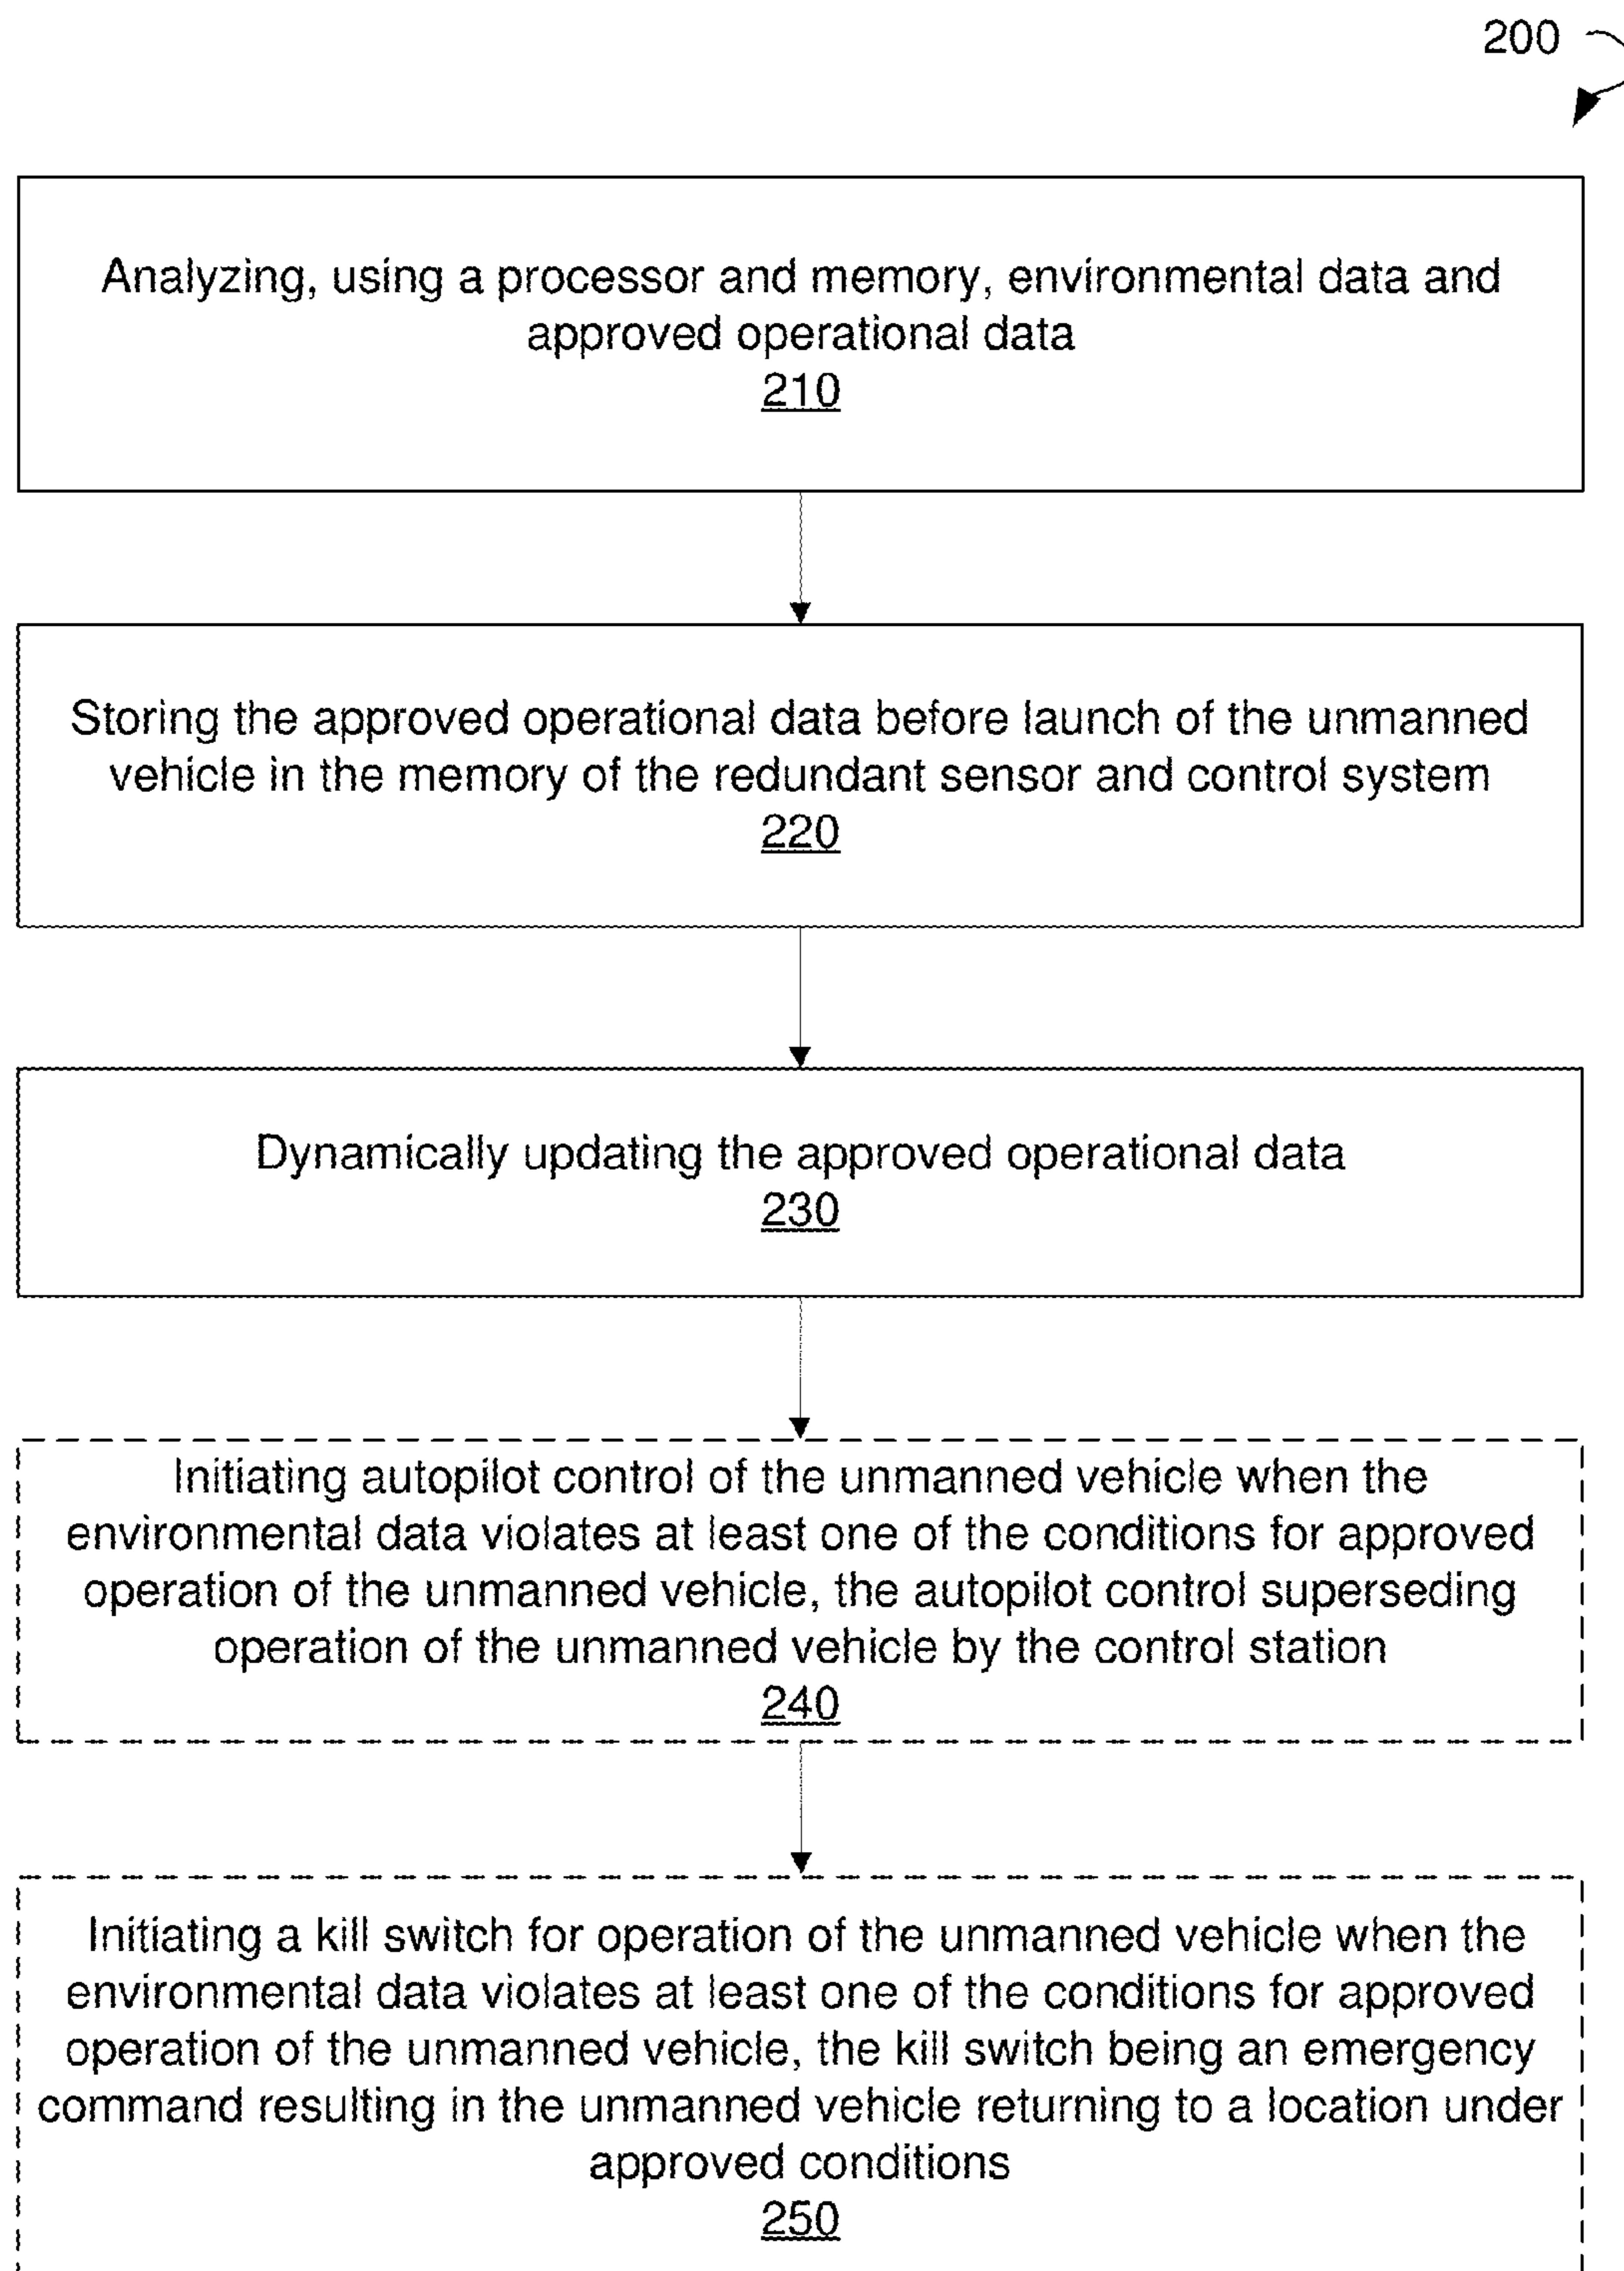 200
Analyzing, using a processor and memory, environmental data and
approved operational data
210
Storing the approved operational data before launch of the unmanned
vehicle in the memory of the redundant sensor and control system
220
Dynamically updating the approved operational data
230
Initiating autopilot control of the unmanned vehicle when the
environmental data violates at least one of the conditions for approved
operation of the unmanned vehicle, the autopilot control superseding
operation of the unmanned vehicle by the control station
240
Initiating a kill switch for operation of the unmanned vehicle when the
environmental data violates at least one of the conditions for approved
operation of the unmanned vehicle, the kill switch being an emergency
command resulting in the unmanned vehicle returning to a location under
approved conditions
250